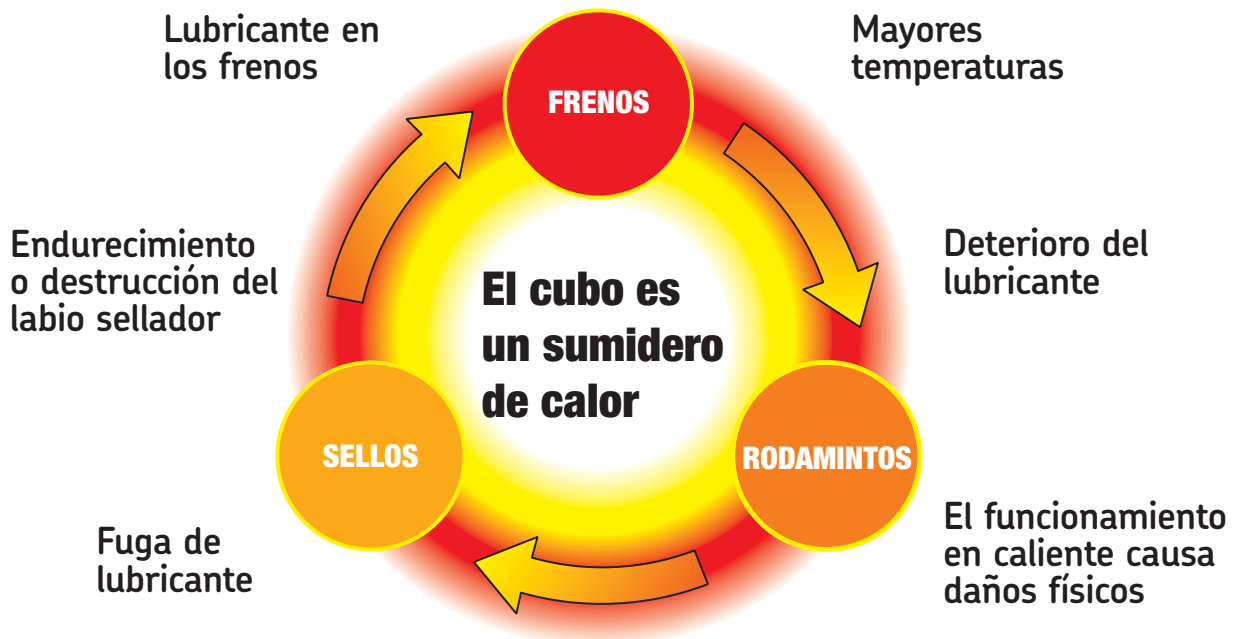 Lubricante en
los frenos
FRENOS
Mayores
temperaturas
Endurecimiento
o destrucción del
labio sellador
El cubo es
un sumidero
de calor
Deterioro del
lubricante
SELLOS
RODAMINTOS
Fuga de
lubricante
El funcionamiento
en caliente causa
daños físicos